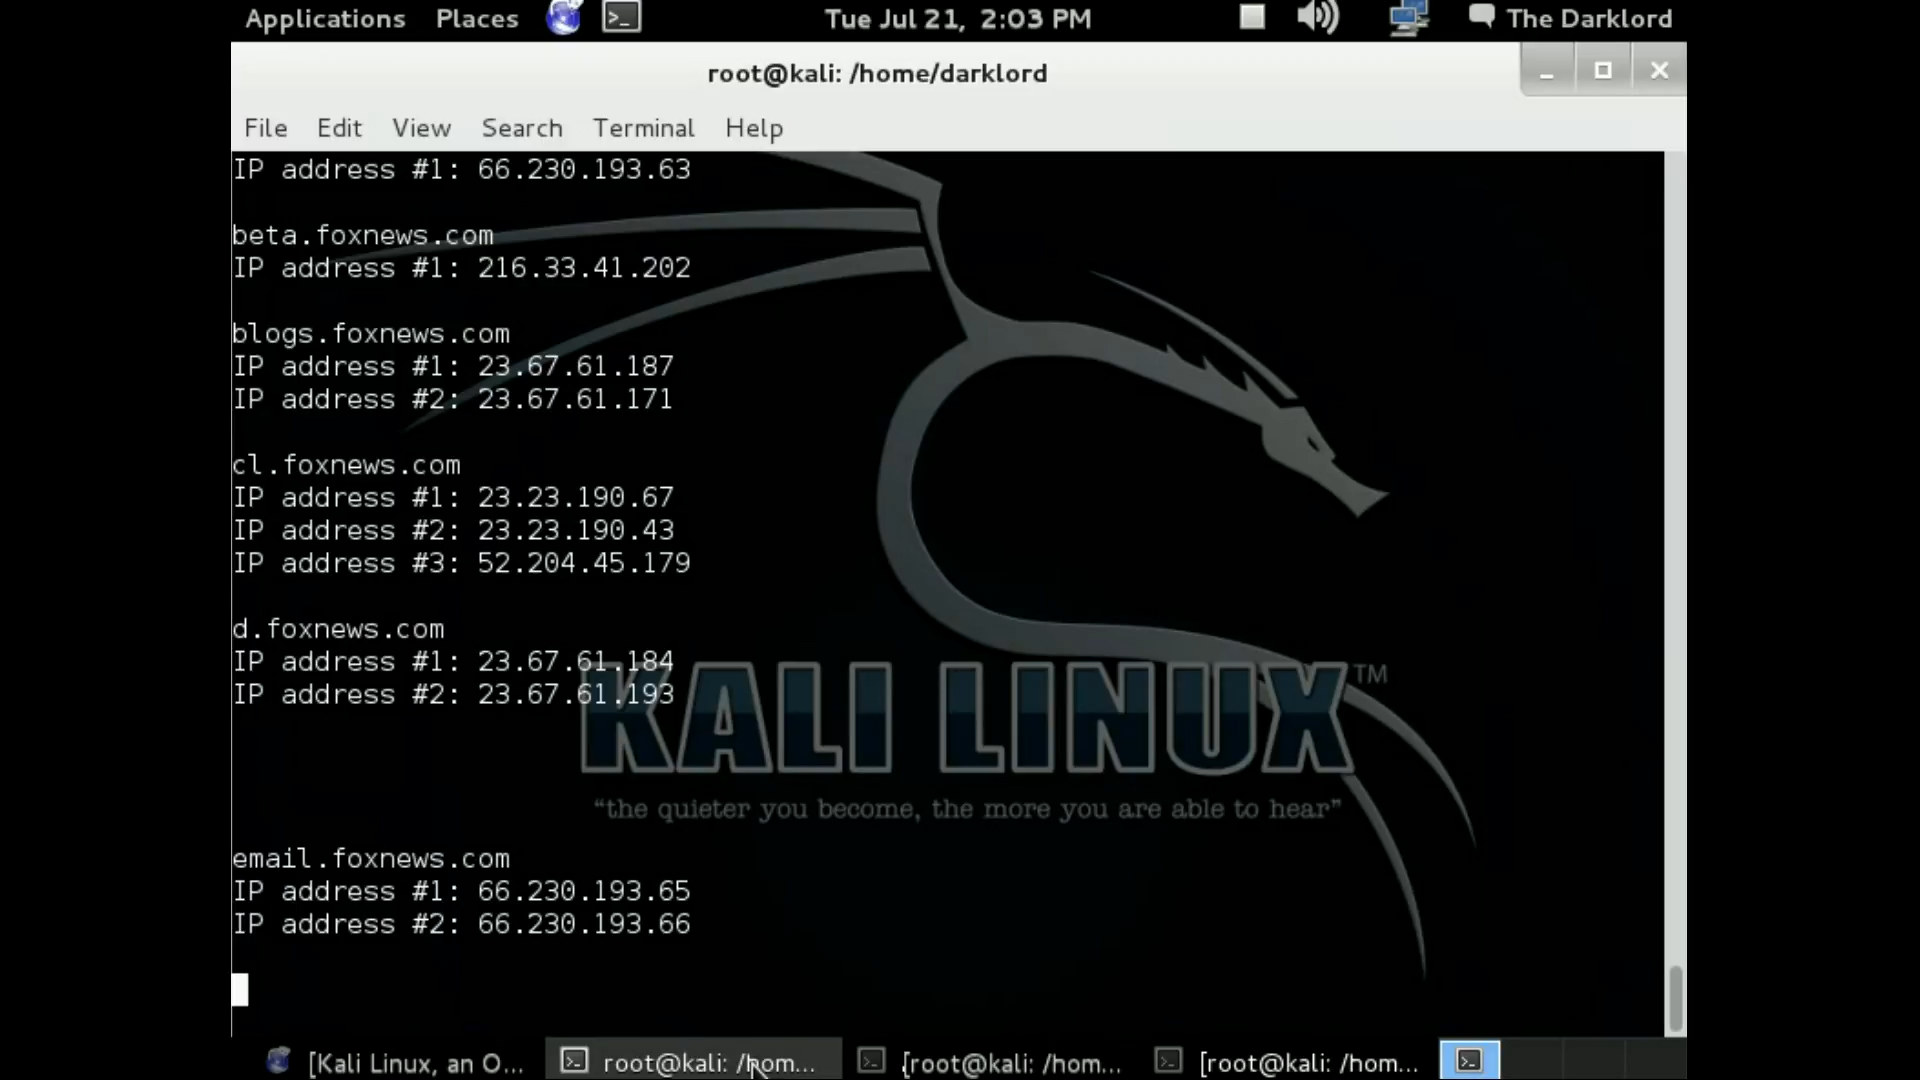 Applications Places Tue Jul 21, 2:03 PM The Darklord
root@kali: /home/darklord
File Edit View Search Terminal Help
IP address #1: 66.230.193.63
beta.foxnews.com
IP address #1: 216.33.41.202
blogs.foxnews.com
IP address #1: 23.67.61.187
IP address #2: 23.67.61.171
cl.foxnews.com
IP address #1: 23.23.190.67
IP address #2: 23.23.190.43
IP address #3: 52.204.45.179
d.foxnews.com
IP address #1: 23.67.61.184
IP address #2: 23.67.61.193
KALI LINUX™
“the quieter you become, the more you are able to hear”
email.foxnews.com
IP address #1: 66.230.193.65
IP address #2: 66.230.193.66
[Kali Linux, an O... root@kali: /hom... [root@kali: /hom... [root@kali: /hom...